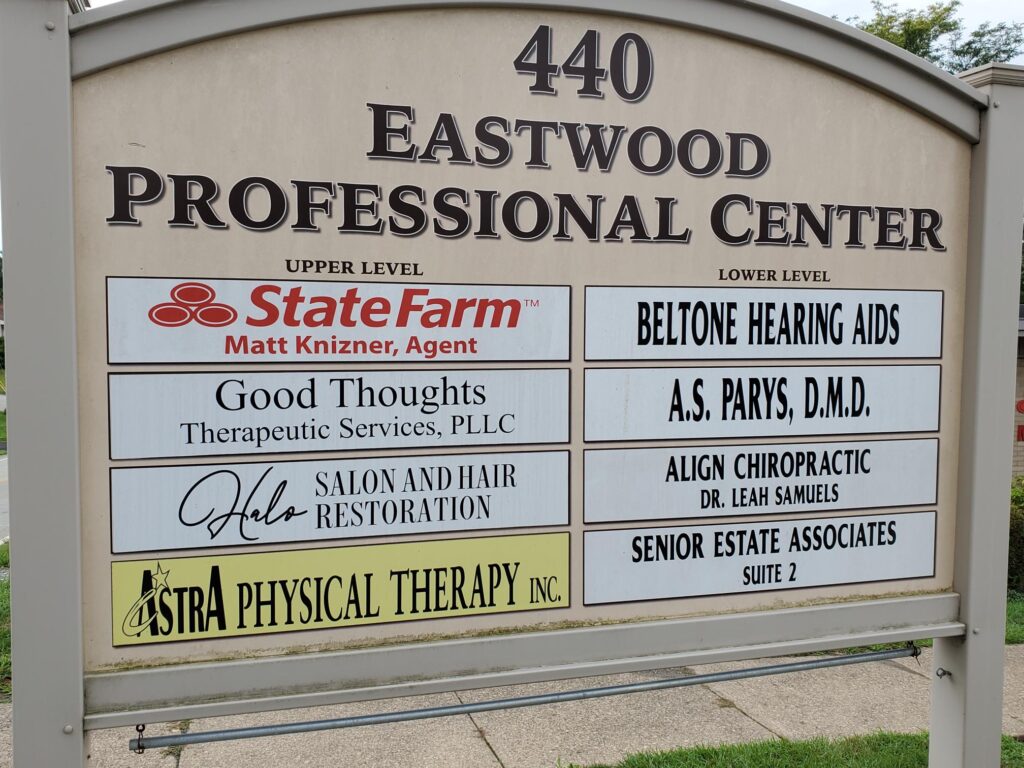 440
EASTWOOD
PROFESSIONAL CENTER
UPPER LEVEL
StateFarm™
Matt Knizner, Agent
Good Thoughts
Therapeutic Services, PLLC
Halo SALON AND HAIR
RESTORATION
ASTRA PHYSICAL THERAPY INC.
LOWER LEVEL
BELTONE HEARING AIDS
A.S. PARYS, D.M.D.
ALIGN CHIROPRACTIC
DR. LEAH SAMUELS
SENIOR ESTATE ASSOCIATES
SUITE 2